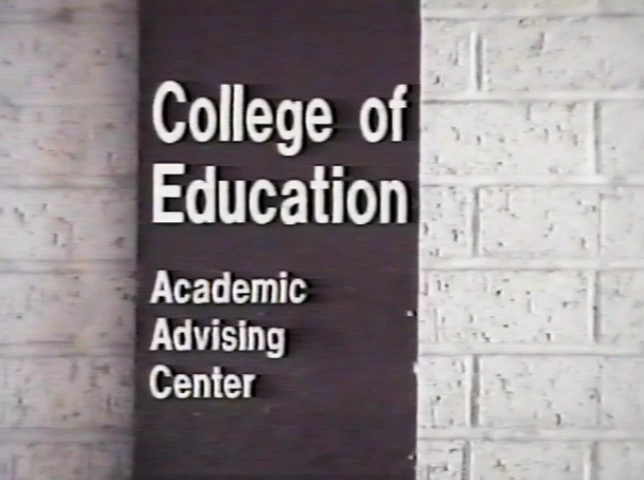 College of
Education
Academic
Advising
Center